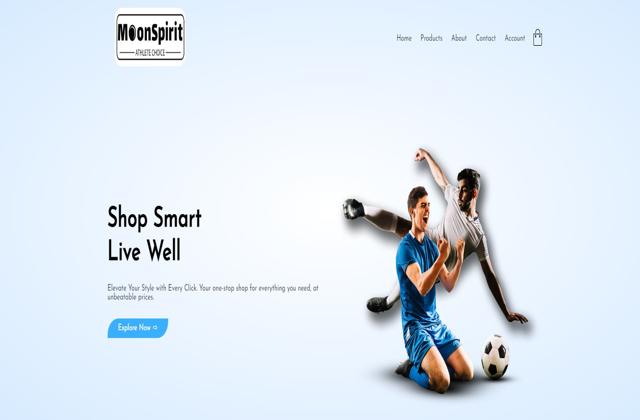 MoonSpirit
ATHLETE CHOICE
Home Products About Contact Account
Shop Smart
Live Well
Elevate Your Style with Every Click. Your one-stop shop for everything you need, at
unbeatable prices.
Explore Now ➩